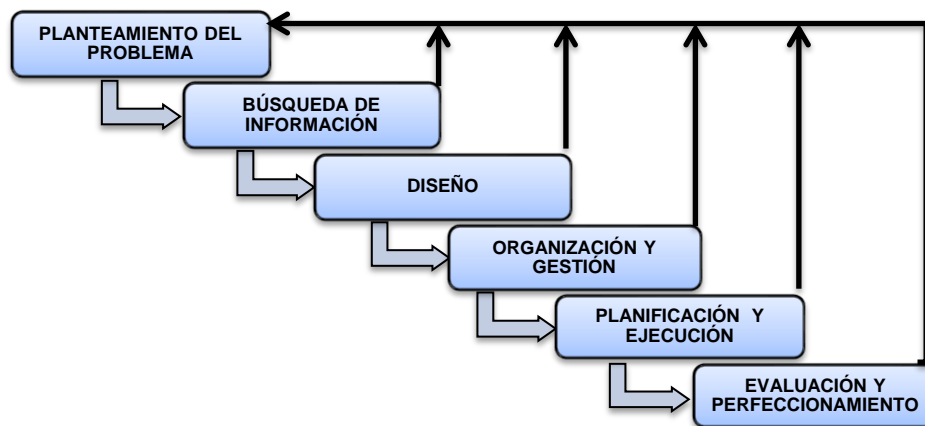 PLANTEAMIENTO DEL
PROBLEMA
BÚSQUEDA DE
INFORMACIÓN
DISEÑO
ORGANIZACIÓN Y
GESTIÓN
PLANIFICACIÓN Y
EJECUCIÓN
EVALUACIÓN Y
PERFECCIONAMIENTO